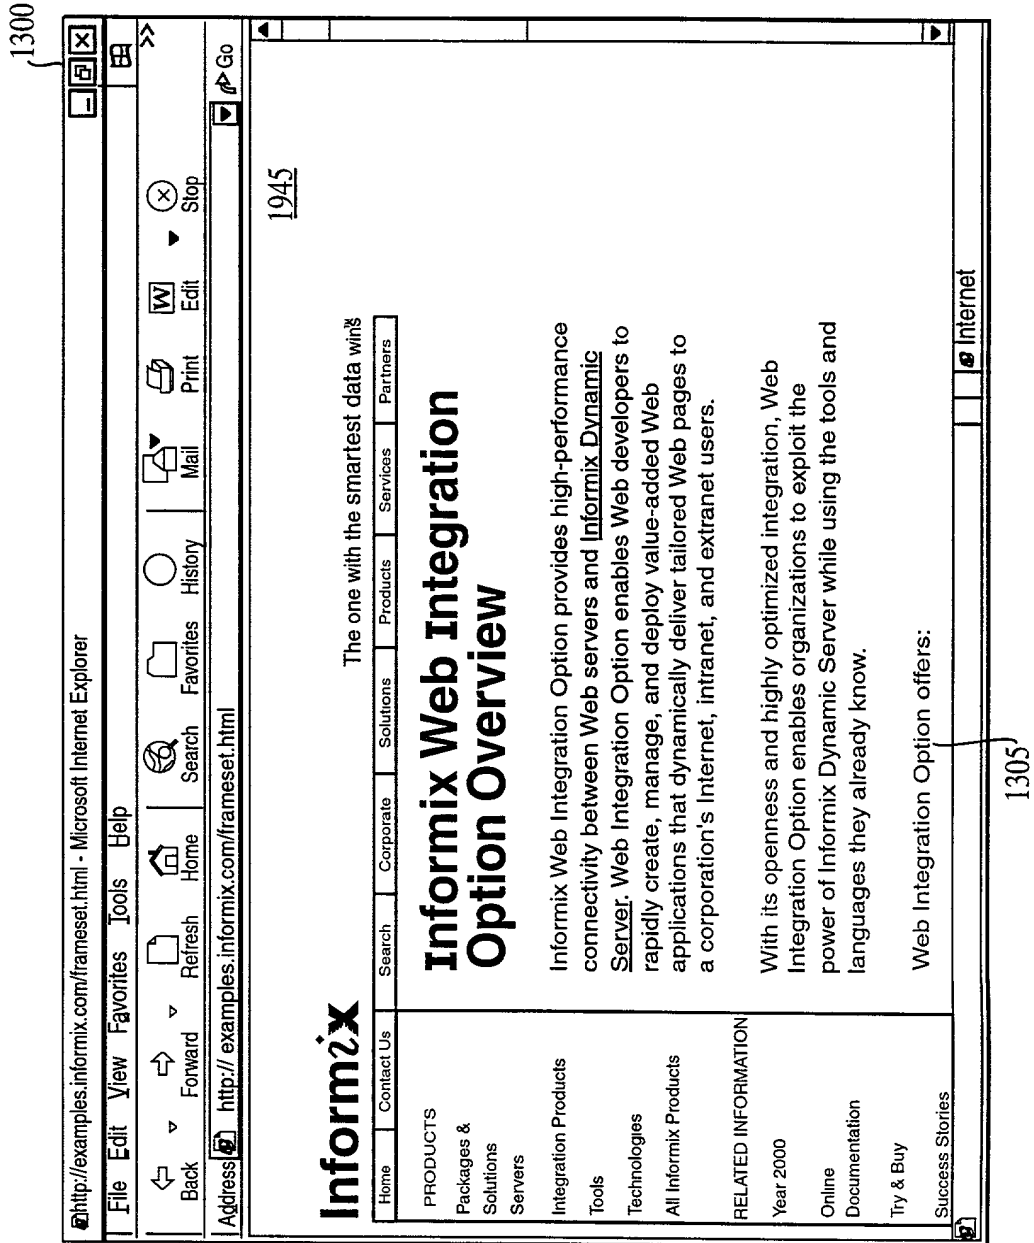 1300
http://examples.informix.com/frameset.html - Microsoft Internet Explorer
File Edit View Favorites Tools Help
Back Forward Refresh Home Search Favorites History Mail Print Edit Stop
>>
Address http:// examples.informix.com/frameset.html Go
1945
Informix
The one with the smartest data wins
Home Contact Us Search Corporate Solutions Products Services Partners
PRODUCTS
Packages &
Solutions
Servers
Integration Products
Tools
Technologies
All Informix Products
RELATED INFORMATION
Year 2000
Online
Documentation
Try & Buy
Success Stories
Informix Web Integration
Option Overview
Informix Web Integration Option provides high-performance
connectivity between Web servers and Informix Dynamic
Server. Web Integration Option enables Web developers to
rapidly create, manage, and deploy value-added Web
applications that dynamically deliver tailored Web pages to
a corporation's Internet, intranet, and extranet users.
With its openness and highly optimized integration, Web
Integration Option enables organizations to exploit the
power of Informix Dynamic Server while using the tools and
languages they already know.
Web Integration Option offers:
Internet
1305